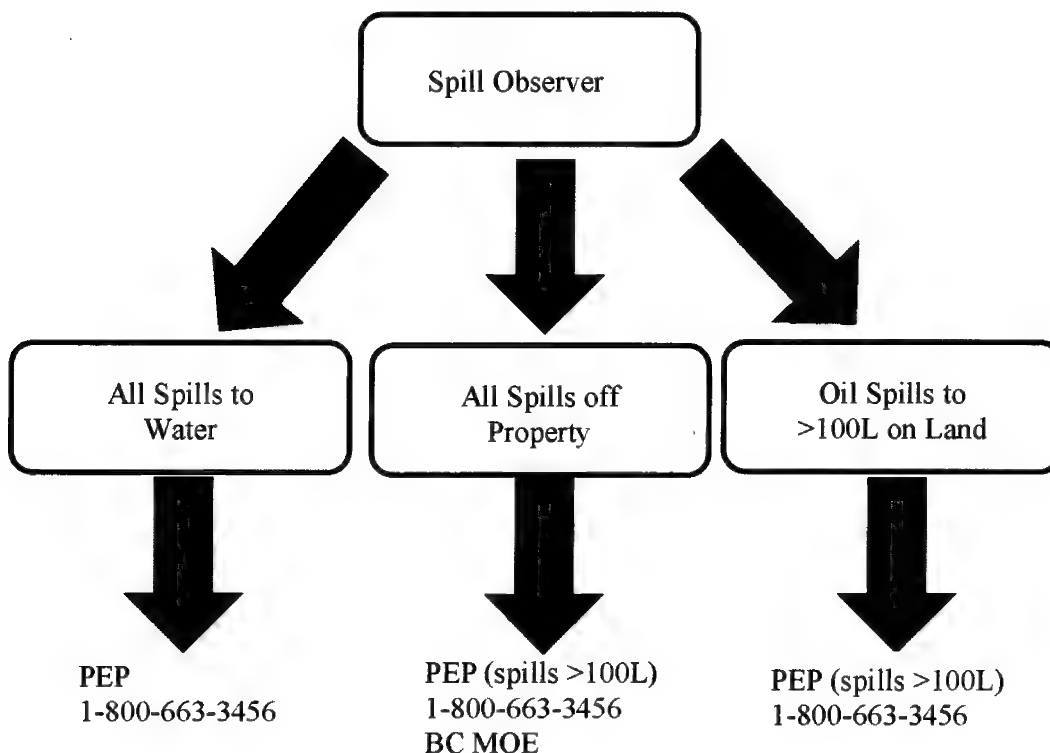 Spill Observer
All Spills to
Water
All Spills off
Property
Oil Spills to
>100L on Land
PEP
1-800-663-3456
PEP (spills >100L)
1-800-663-3456
BC MOE
PEP (spills >100L)
1-800-663-3456